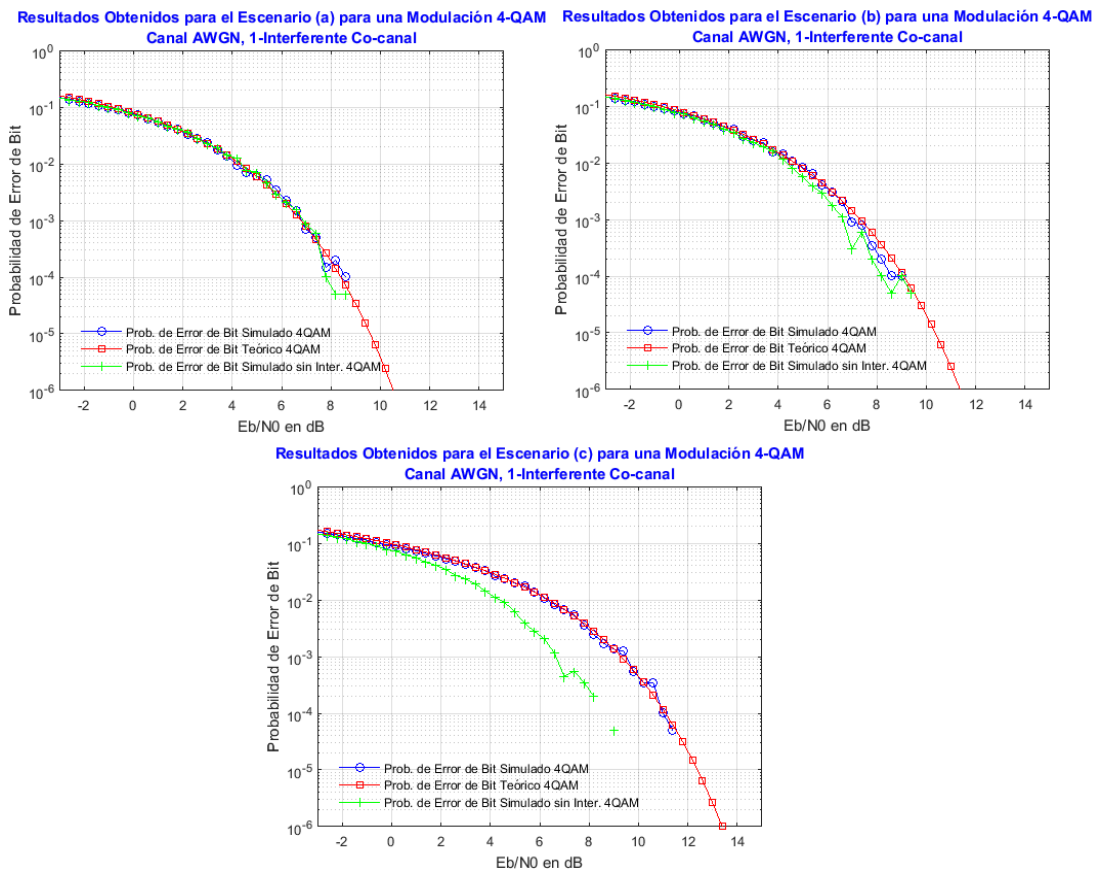 Resultados Obtenidos para el Escenario (a) para una Modulación 4-QAM
Canal AWGN, 1-Interferente Co-canal
Probabilidad de Error de Bit
10^0
10^-1
10^-2
10^-3
10^-4
10^-5
10^-6
Prob. de Error de Bit Simulado 4QAM
Prob. de Error de Bit Teórico 4QAM
Prob. de Error de Bit Simulado sin Inter. 4QAM
-2 0 2 4 6 8 10 12 14
Eb/N0 en dB
Resultados Obtenidos para el Escenario (b) para una Modulación 4-QAM
Canal AWGN, 1-Interferente Co-canal
Probabilidad de Error de Bit
10^0
10^-1
10^-2
10^-3
10^-4
10^-5
10^-6
Prob. de Error de Bit Simulado 4QAM
Prob. de Error de Bit Teórico 4QAM
Prob. de Error de Bit Simulado sin Inter. 4QAM
-2 0 2 4 6 8 10 12 14
Eb/N0 en dB
Resultados Obtenidos para el Escenario (c) para una Modulación 4-QAM
Canal AWGN, 1-Interferente Co-canal
Probabilidad de Error de Bit
10^0
10^-1
10^-2
10^-3
10^-4
10^-5
10^-6
Prob. de Error de Bit Simulado 4QAM
Prob. de Error de Bit Teórico 4QAM
Prob. de Error de Bit Simulado sin Inter. 4QAM
-2 0 2 4 6 8 10 12 14
Eb/N0 en dB